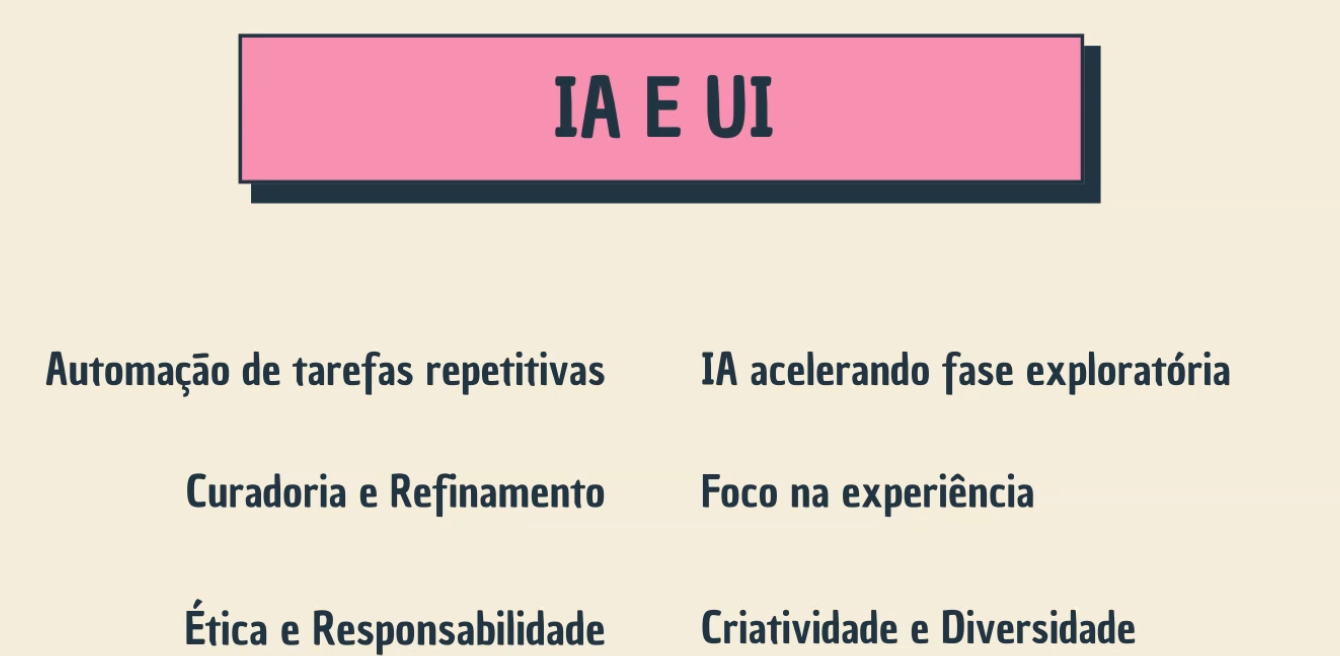 IA E UI
Automação de tarefas repetitivas
IA acelerando fase exploratória
Curadoria e Refinamento
Foco na experiência
Ética e Responsabilidade
Criatividade e Diversidade